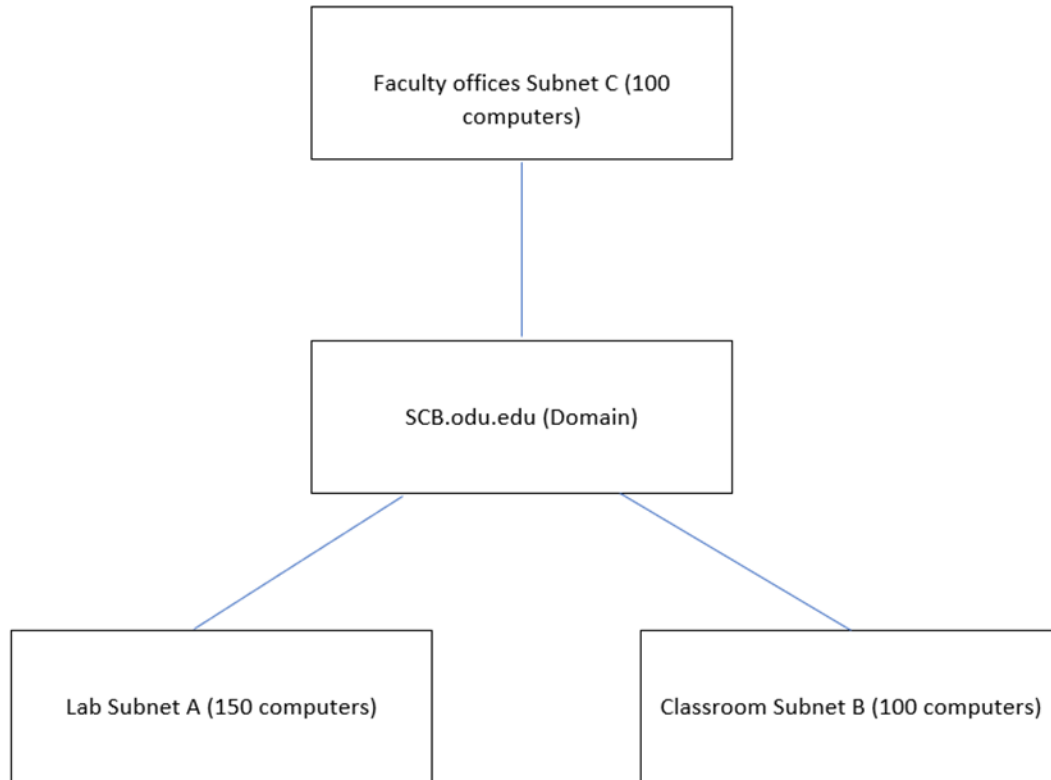 Faculty offices Subnet C (100
computers)
SCB.odu.edu (Domain)
Lab Subnet A (150 computers)
Classroom Subnet B (100 computers)